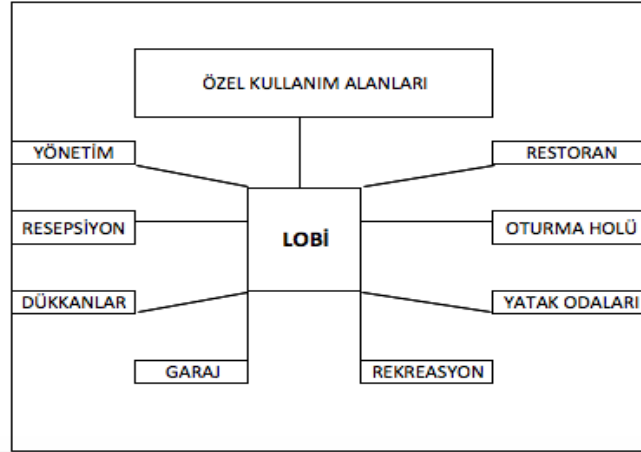 ÖZEL KULLANIM ALANLARI
YÖNETİM
RESTORAN
RESEPSİYON
LOBİ
OTURMA HOLÜ
DÜKKANLAR
YATAK ODALARI
GARAJ
REKREASYON